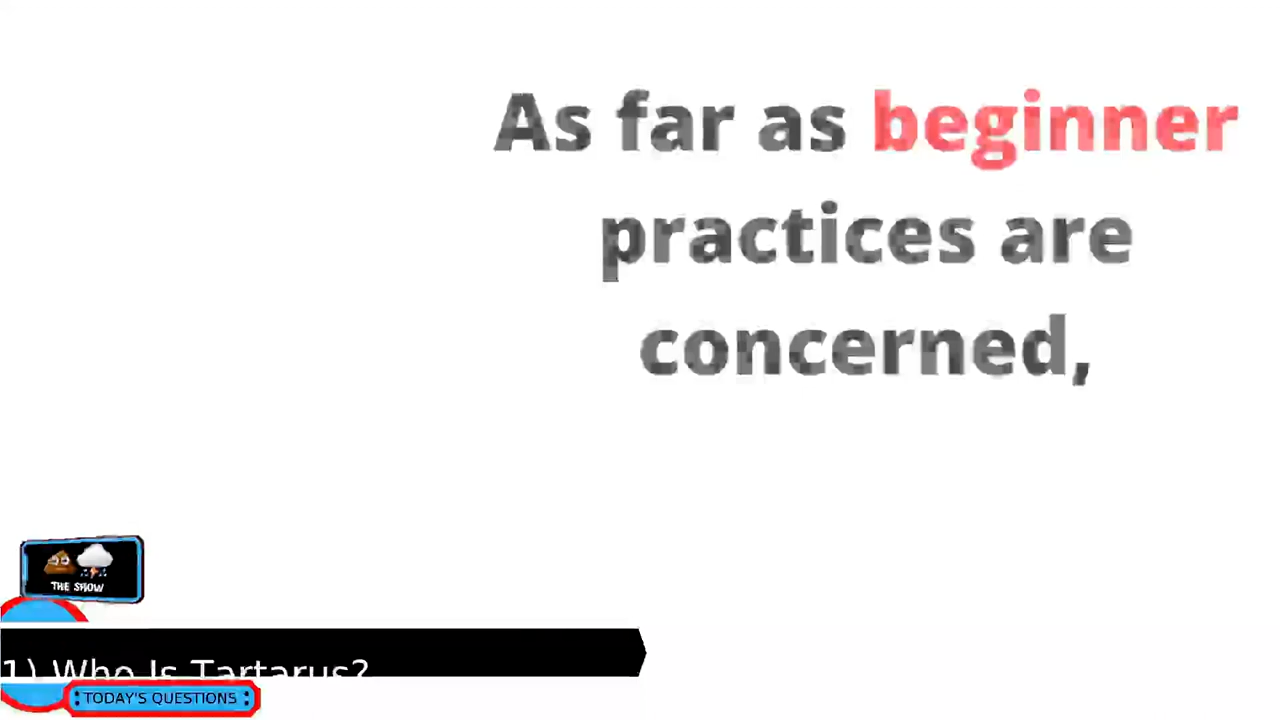 As far as beginner
practices are
concerned,
THE SHOW
1) Who Is Tartarus?
: TODAY'S QUESTIONS :